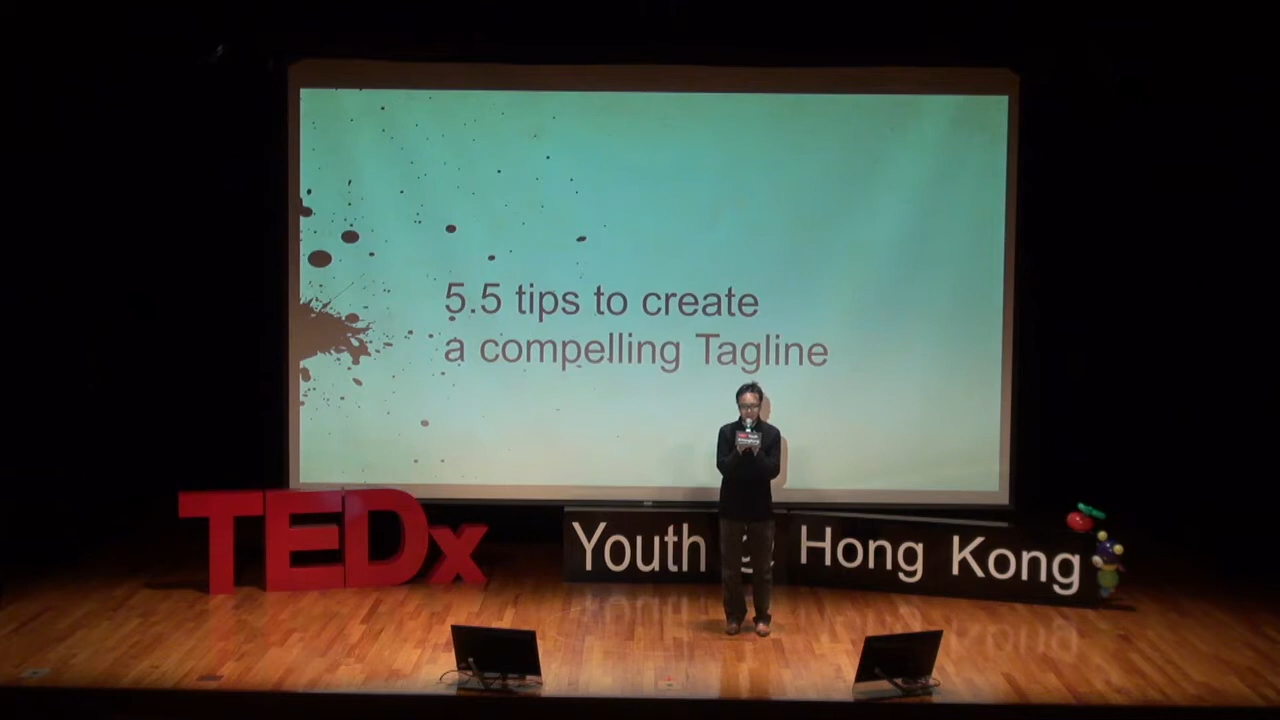 5.5 tips to create
a compelling Tagline
TEDx
Youth
Hong Kong